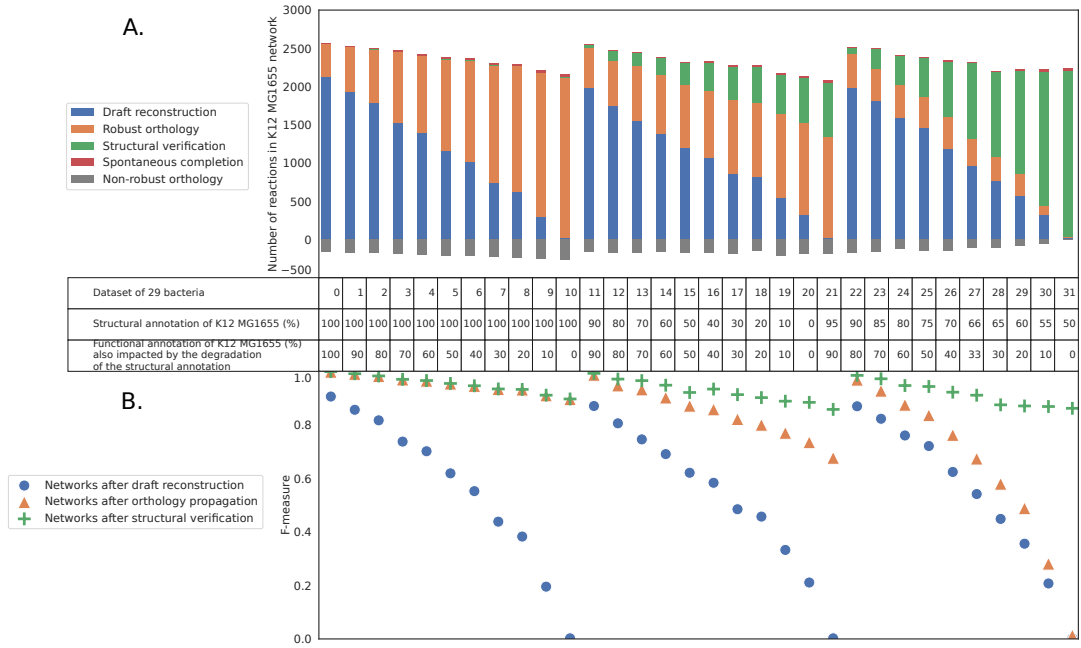 A.
Number of reactions in K12 MG1655 network
3000
2500
2000
1500
1000
500
0
−500
Draft reconstruction
Robust orthology
Structural verification
Spontaneous completion
Non-robust orthology
Dataset of 29 bacteria 0 1 2 3 4 5 6 7 8 9 10 11 12 13 14 15 16 17 18 19 20 21 22 23 24 25 26 27 28 29 30 31
Structural annotation of K12 MG1655 (%) 100 100 100 100 100 100 100 100 100 100 100 90 80 70 60 50 40 30 20 10 0 95 90 85 80 75 70 66 65 60 55 50
Functional annotation of K12 MG1655 (%)
also impacted by the degradation 100 90 80 70 60 50 40 30 20 10 0 80 70 60 50 40 30 20 10 0 0 90 80 70 60 50 40 33 30 20 10 0
of the structural annotation
B.
F-measure
1.0
0.8
0.6
0.4
0.2
0.0
Networks after draft reconstruction
Networks after orthology propagation
Networks after structural verification